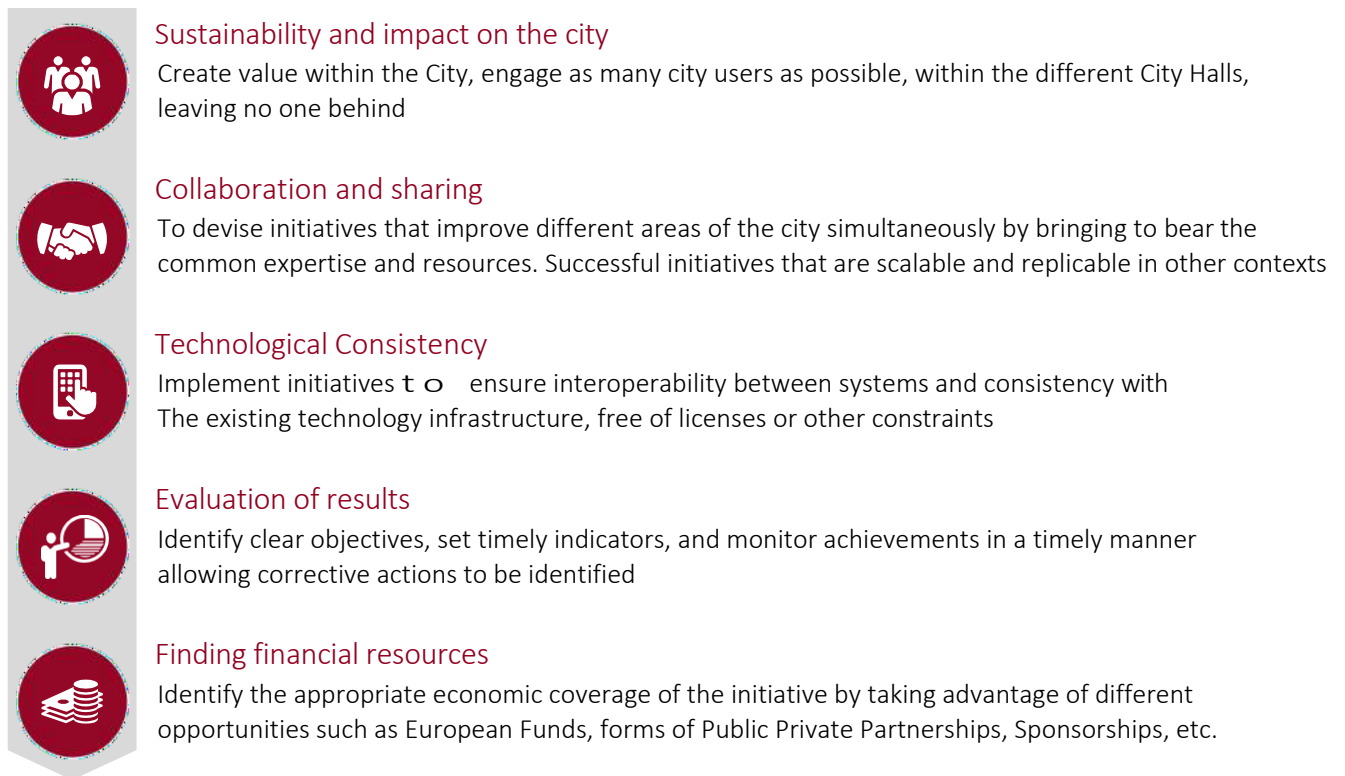 Sustainability and impact on the city
Create value within the City, engage as many city users as possible, within the different City Halls,
leaving no one behind
Collaboration and sharing
To devise initiatives that improve different areas of the city simultaneously by bringing to bear the
common expertise and resources. Successful initiatives that are scalable and replicable in other contexts
Technological Consistency
Implement initiatives to ensure interoperability between systems and consistency with
The existing technology infrastructure, free of licenses or other constraints
Evaluation of results
Identify clear objectives, set timely indicators, and monitor achievements in a timely manner
allowing corrective actions to be identified
Finding financial resources
Identify the appropriate economic coverage of the initiative by taking advantage of different
opportunities such as European Funds, forms of Public Private Partnerships, Sponsorships, etc.